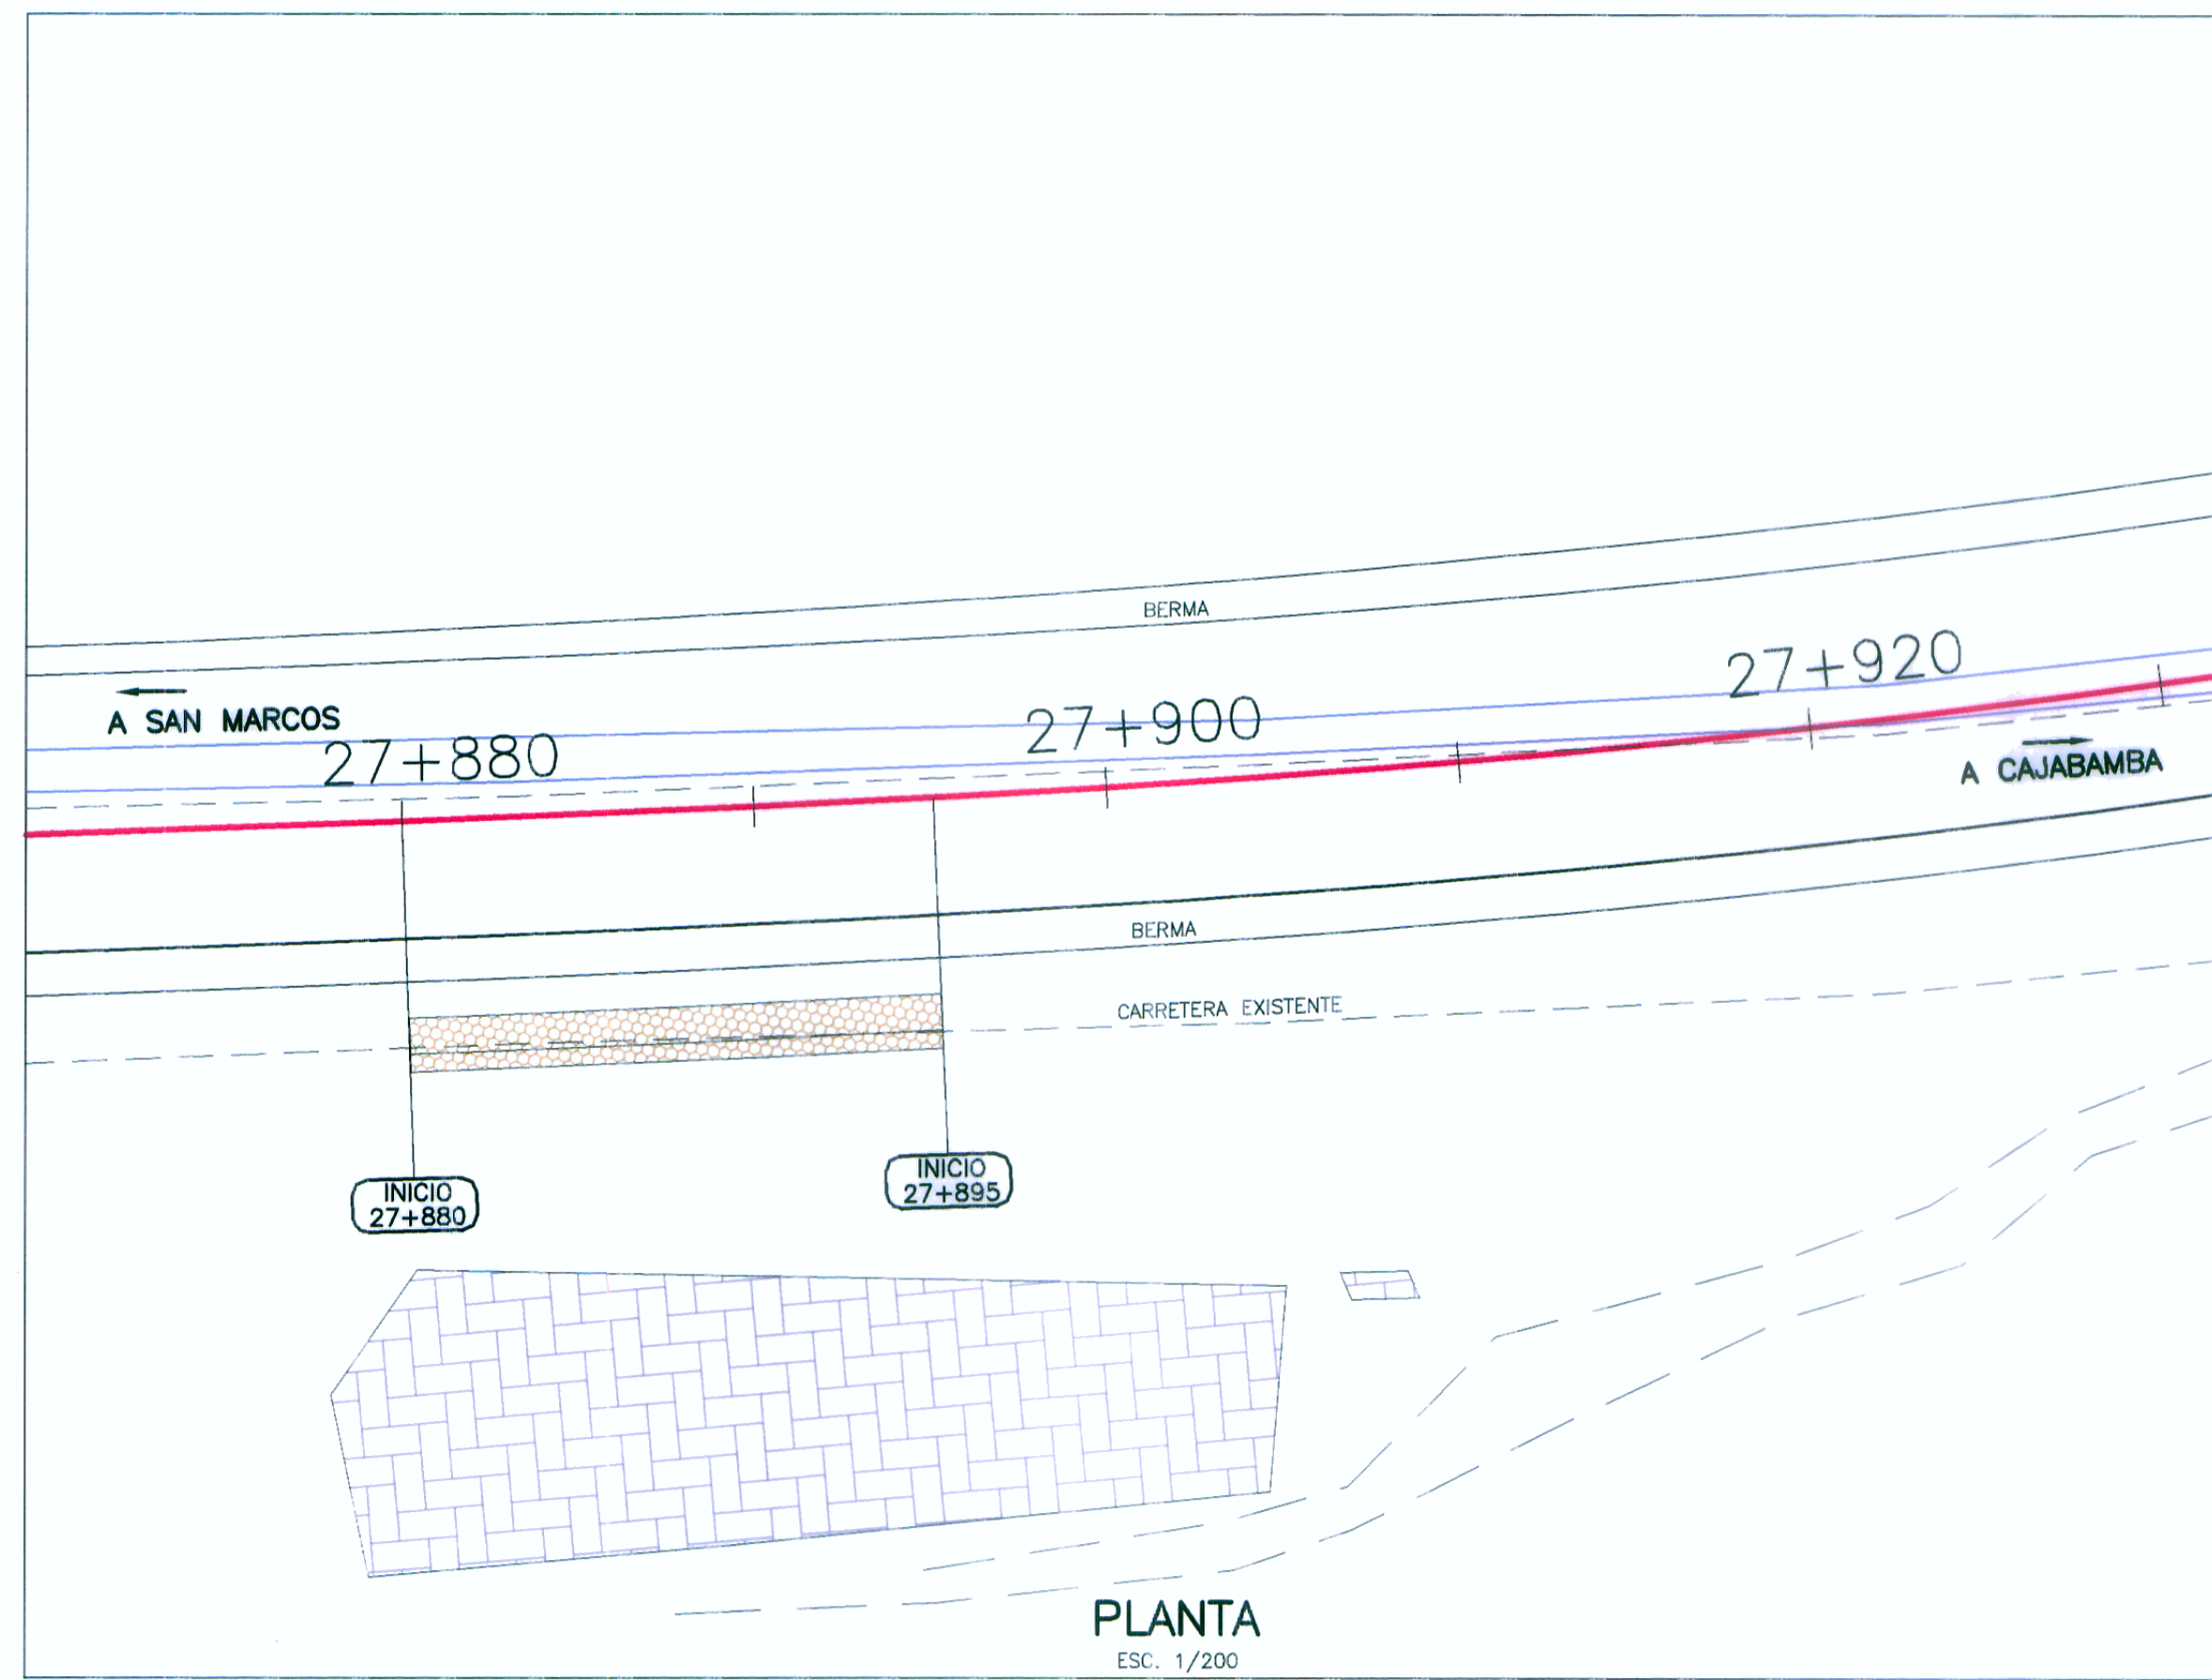 BERMA
27+920
A SAN MARCOS
27+900
27+880
A CAJABAMBA
BERMA
CARRETERA EXISTENTE
INICIO
27+895
INICIO
27+880
PLANTA
ESC. 1/200